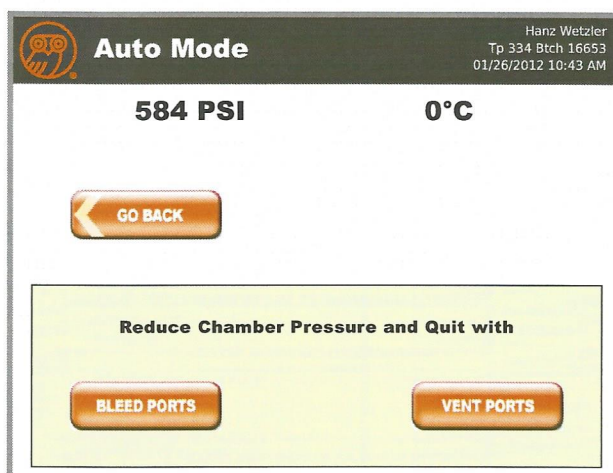 Auto Mode
Hanz Wetzler
Tp 334 Btch 16653
01/26/2012 10:43 AM
584 PSI 0°C
GO BACK
Reduce Chamber Pressure and Quit with
BLEED PORTS VENT PORTS